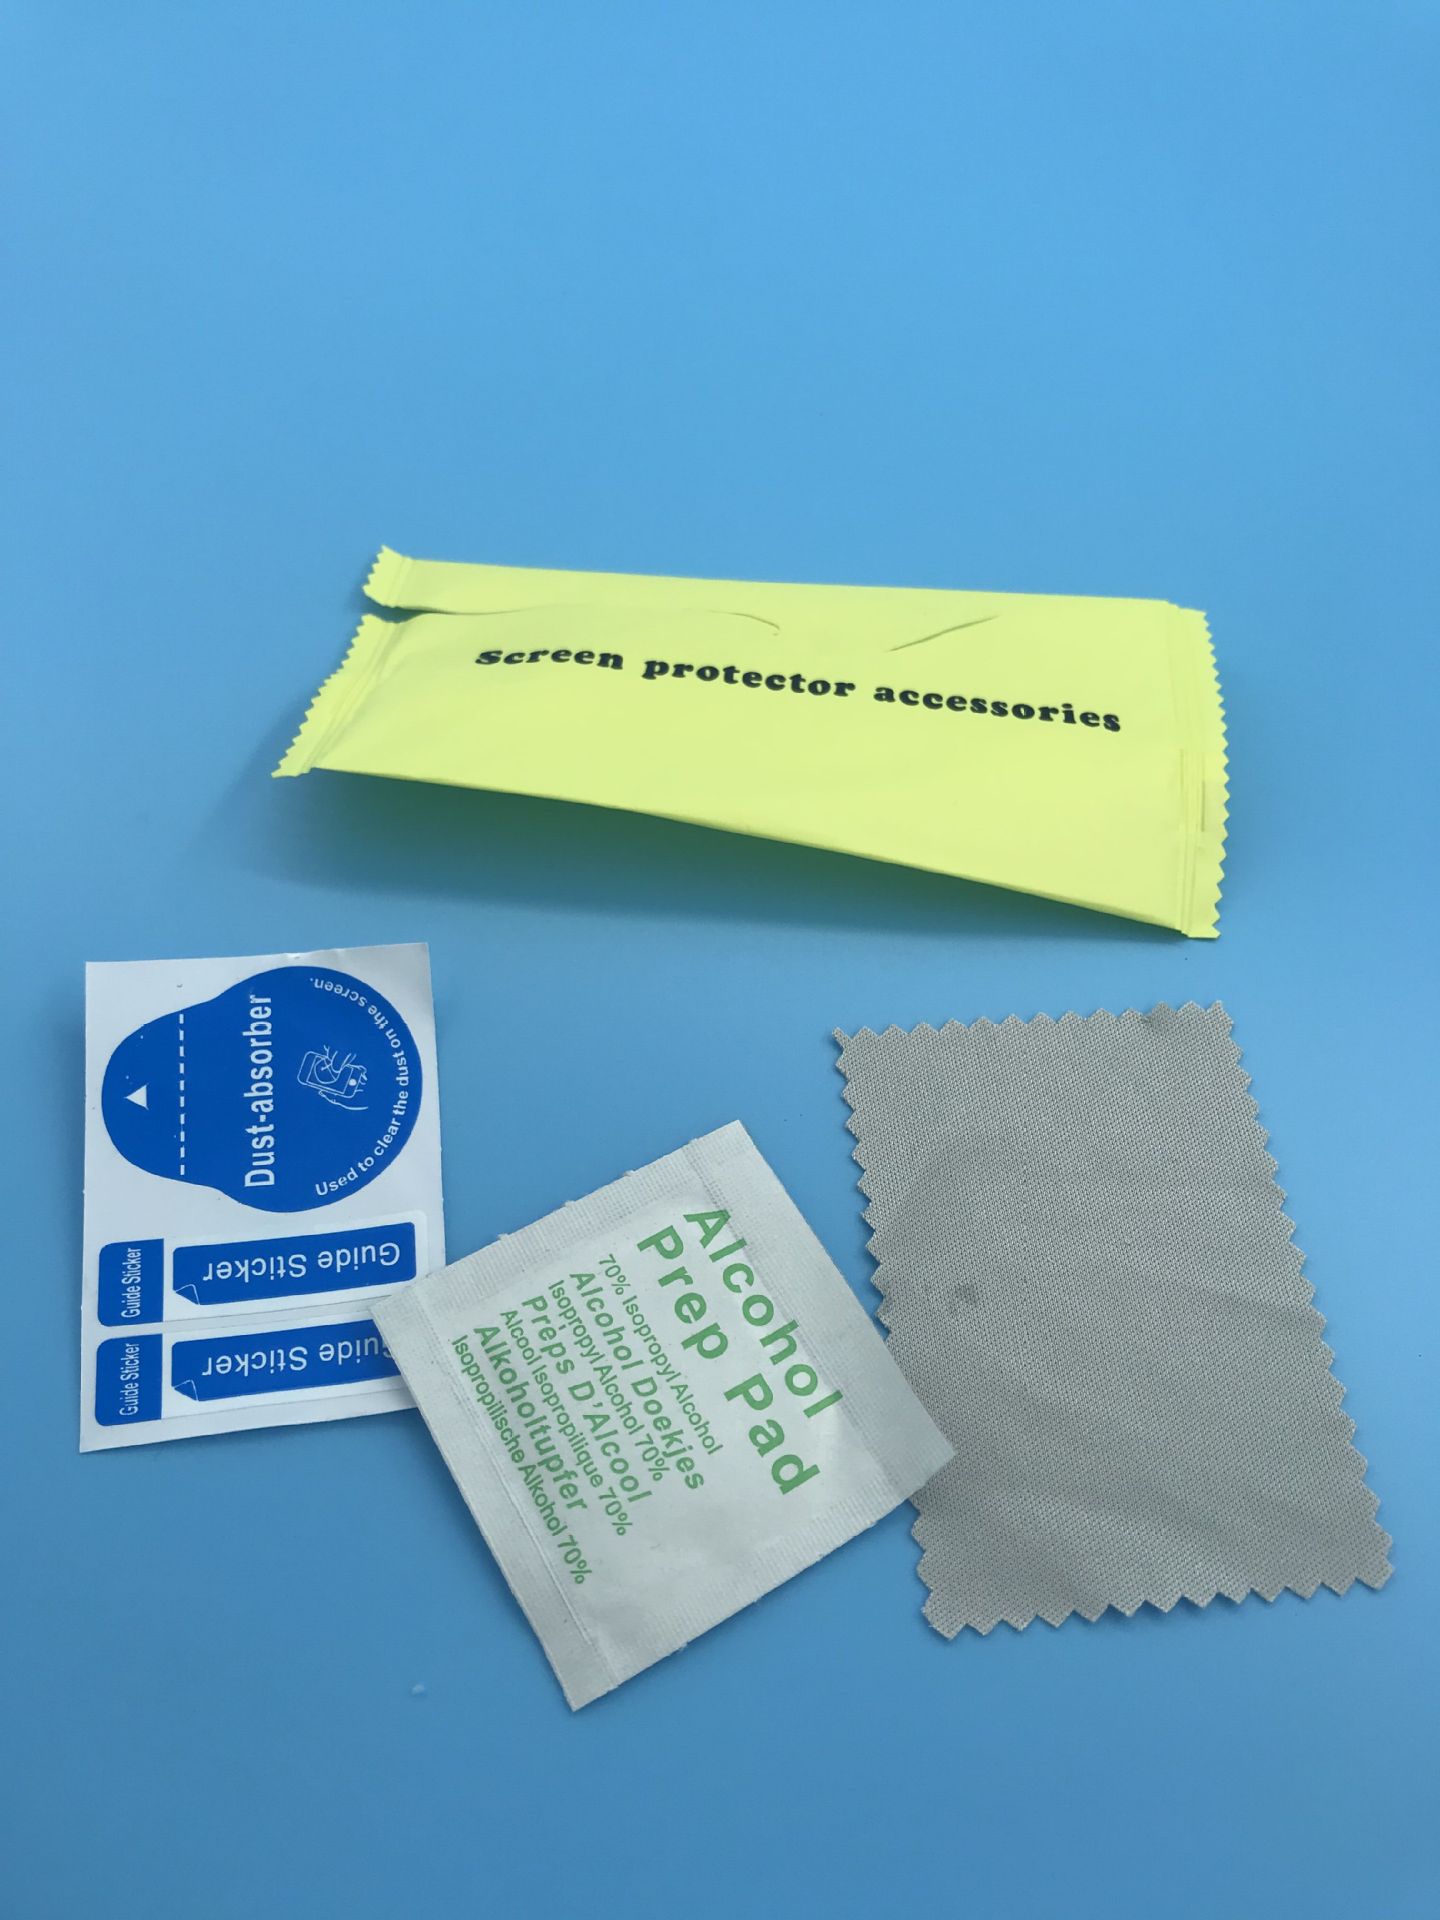 screen protector accessories
Dust-absorber
Used to clear the dust on the screen.
Guide Sticker
Guide Sticker
Guide Sticker
Guide Sticker
Alcohol
Prep Pad
70% Isopropyl Alcohol
Alcohol Doekjes
Isopropyl Alcohol 70%
Preps D'Alcool
Alcool Isopropilique 70%
Alkoholtupfer
Isopropilische Alkohol 70%